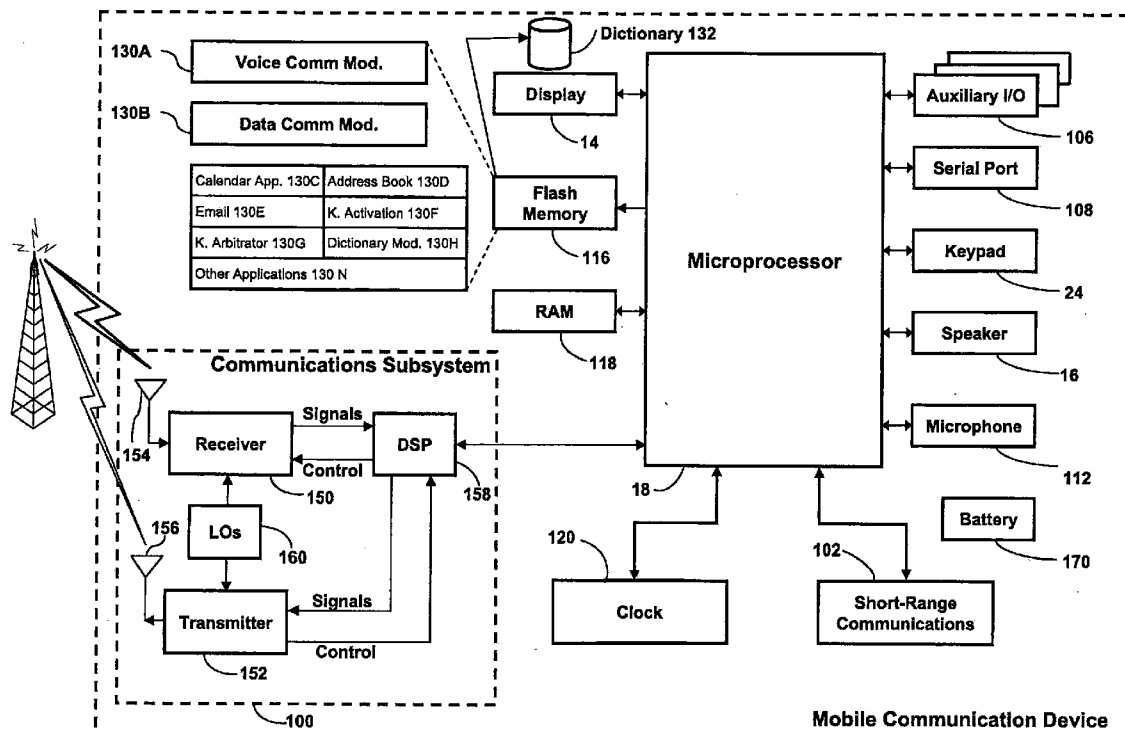 Dictionary 132
130A
Voice Comm Mod.
Display
14
130B
Data Comm Mod.
Calendar App. 130C
Address Book 130D
Email 130E
K. Activation 130F
K. Arbitrator 130G
Dictionary Mod. 130H
Other Applications 130 N
Flash
Memory
116
RAM
118
Microprocessor
18
Auxiliary I/O
106
Serial Port
108
Keypad
24
Speaker
16
Microphone
112
Battery
170
Communications Subsystem
154
Receiver
150
Signals
Control
DSP
158
156
LOs
160
Transmitter
152
Signals
Control
100
120
Clock
102
Short-Range
Communications
Mobile Communication Device